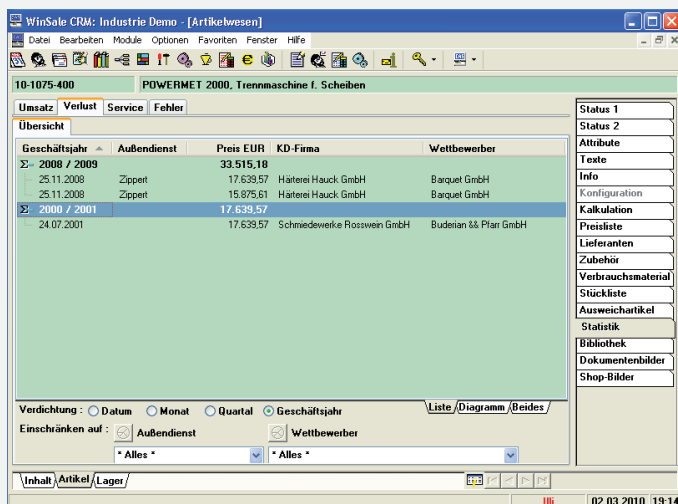 WinSale CRM: Industrie Demo - [Artikelwesen]
Datei Bearbeiten Module Optionen Favoriten Fenster Hilfe
10-1075-400 POWERMET 2000, Trennmaschine f. Scheiben
Umsatz Verlust Service Fehler
Übersicht
Geschäftsjahr Außendienst Preis EUR KD-Firma Wettbewerber
Σ- 2008 / 2009 33.515,18
25.11.2008 Zippert 17.639,57 Härterei Hauck GmbH Barquet GmbH
25.11.2008 Zippert 15.875,61 Härterei Hauck GmbH Barquet GmbH
Σ- 2000 / 2001 17.639,57
24.07.2001 17.639,57 Schmiedewerke Rosswein GmbH Buderian && Pfarr GmbH
Status 1
Status 2
Attribute
Texte
Info
Konfiguration
Kalkulation
Preisliste
Lieferanten
Zubehör
Verbrauchsmaterial
Stückliste
Ausweichartikel
Statistik
Bibliothek
Dokumentenbilder
Shop-Bilder
Verdichtung : Datum Monat Quartal Geschäftsjahr
Liste Diagramm Beides
Einschränken auf : Außendienst Wettbewerber
* Alles * * Alles *
Inhalt Artikel Lager
Ulli 02.03.2010 19:14